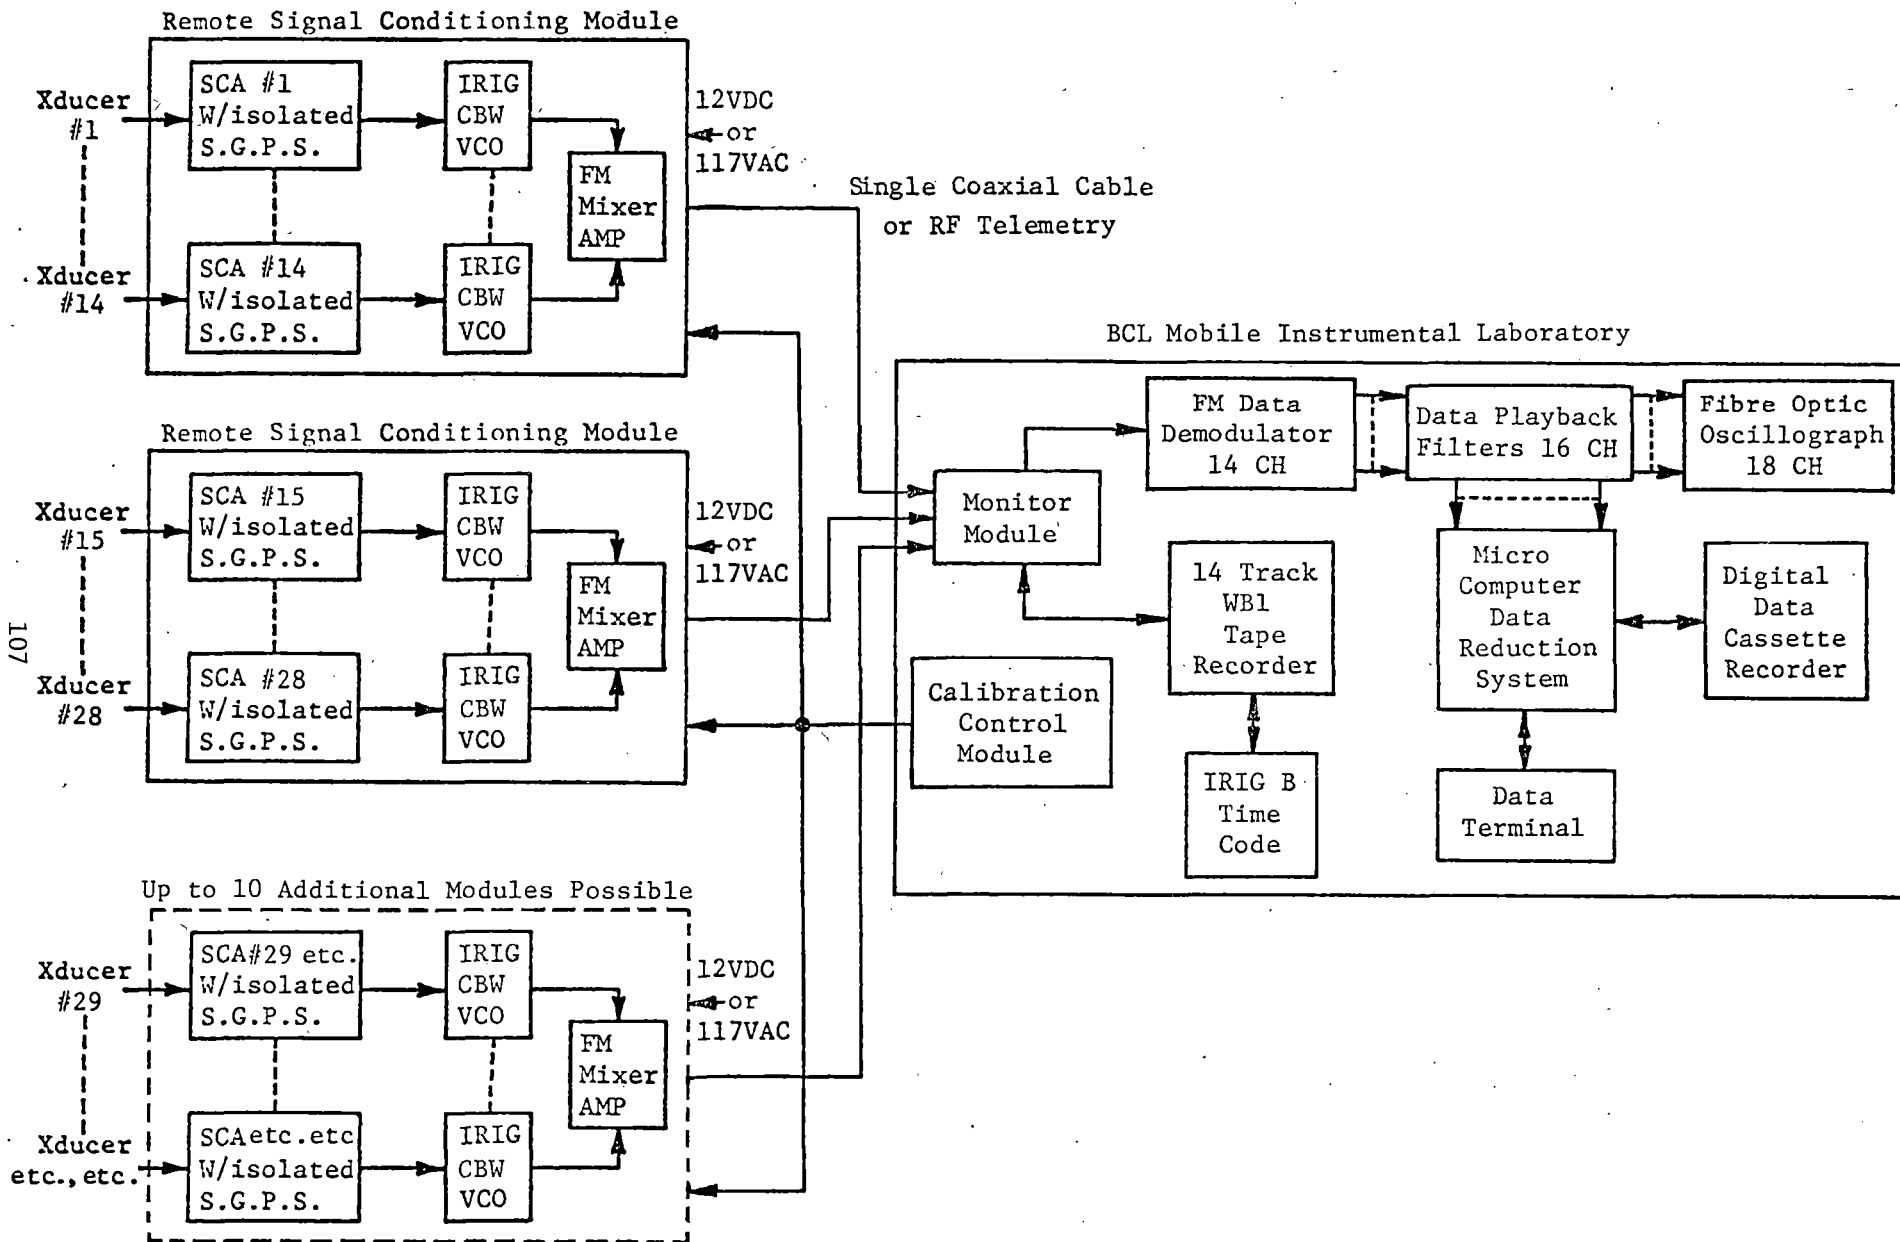 Remote Signal Conditioning Module
Xducer
#1
SCA #1
W/isolated
S.G.P.S.
IRIG
CBW
VCO
FM
Mixer
AMP
12VDC
or
117VAC
Xducer
#14
SCA #14
W/isolated
S.G.P.S.
IRIG
CBW
VCO
Single Coaxial Cable
or RF Telemetry
Remote Signal Conditioning Module
Xducer
#15
SCA #15
W/isolated
S.G.P.S.
IRIG
CBW
VCO
FM
Mixer
AMP
12VDC
or
117VAC
Xducer
#28
SCA #28
W/isolated
S.G.P.S.
IRIG
CBW
VCO
Up to 10 Additional Modules Possible
Xducer
#29
SCA#29 etc.
W/isolated
S.G.P.S.
IRIG
CBW
VCO
FM
Mixer
AMP
12VDC
or
117VAC
Xducer
etc.,etc.
SCAetc.etc
W/isolated
S.G.P.S.
IRIG
CBW
VCO
BCL Mobile Instrumental Laboratory
Monitor
Module
FM Data
Demodulator
14 CH
Data Playback
Filters 16 CH
Fibre Optic
Oscillograph
18 CH
14 Track
WB1
Tape
Recorder
Micro
Computer
Data
Reduction
System
Digital
Data
Cassette
Recorder
Calibration
Control
Module
IRIG B
Time
Code
Data
Terminal
107